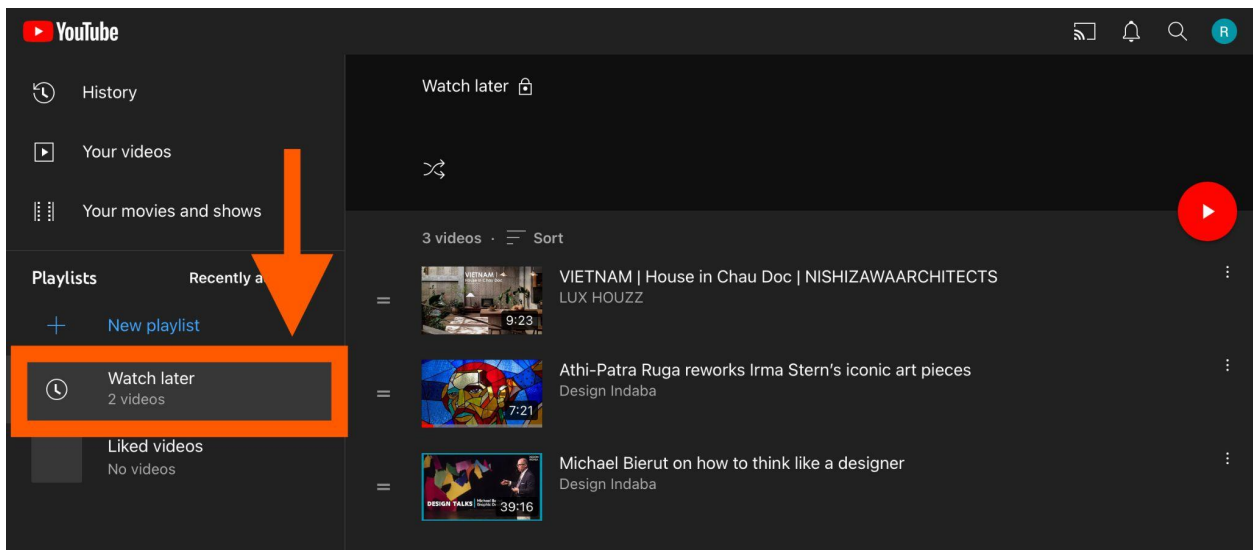 YouTube
R
History
Your videos
Your movies and shows
Playlists
Recently a
New playlist
Watch later
2 videos
Liked videos
No videos
Watch later
3 videos · Sort
VIETNAM |
9:23
VIETNAM | House in Chau Doc | NISHIZAWAARCHITECTS
LUX HOUZZ
7:21
Athi-Patra Ruga reworks Irma Stern’s iconic art pieces
Design Indaba
DESIGN TALKS
39:16
Michael Bierut on how to think like a designer
Design Indaba